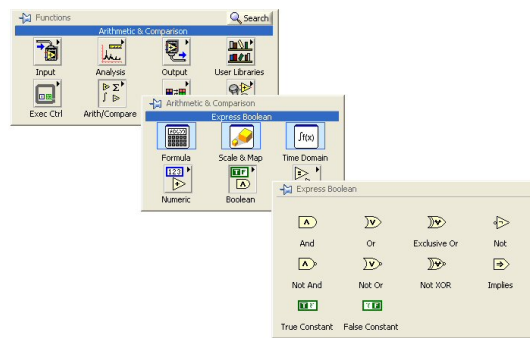 Functions
Search
Arithmetic & Comparison
Input Analysis Output User Libraries
Exec Ctrl Arith/Compare
Arithmetic & Comparison
Express Boolean
Formula Scale & Map Time Domain
Numeric Boolean
Express Boolean
And Or Exclusive Or Not
Not And Not Or Not XOR Implies
True Constant False Constant